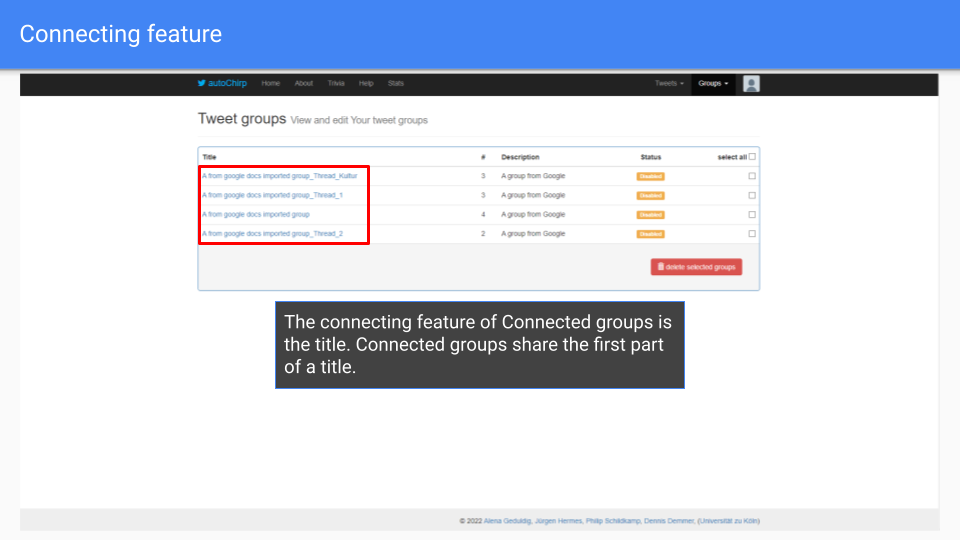 Connecting feature
autoChirp Home About Trivia Help Stats Tweets Groups
Tweet groups View and edit Your tweet groups
Title # Description Status select all
A from google docs imported group_Thread_Kultur 3 A group from Google Disabled
A from google docs imported group_Thread_1 3 A group from Google Disabled
A from google docs imported group 4 A group from Google Disabled
A from google docs imported group_Thread_2 2 A group from Google Disabled
delete selected groups
The connecting feature of Connected groups is
the title. Connected groups share the first part
of a title.
© 2022 Alena Geduldig, Jürgen Hermes, Philip Schildkamp, Dennis Demmer, (Universität zu Köln)